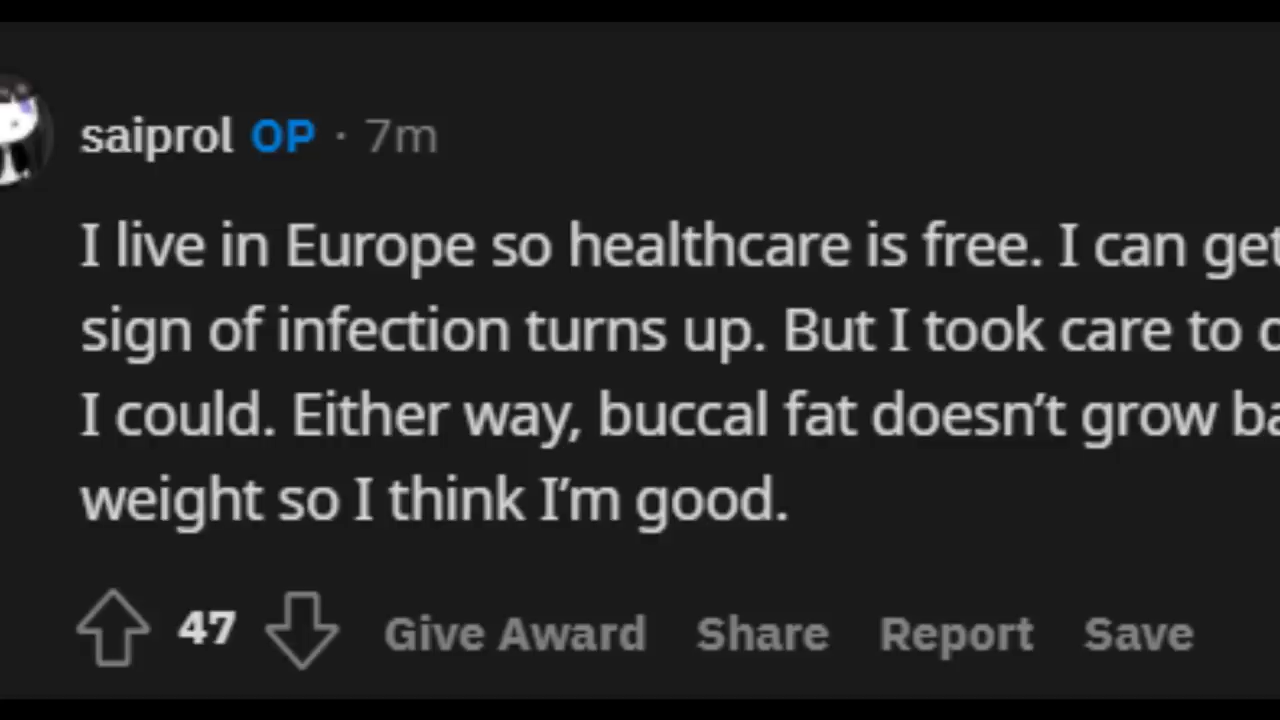 saiprol OP · 7m
I live in Europe so healthcare is free. I can get
sign of infection turns up. But I took care to
I could. Either way, buccal fat doesn’t grow
weight so I think I’m good.
47 Give Award Share Report Save